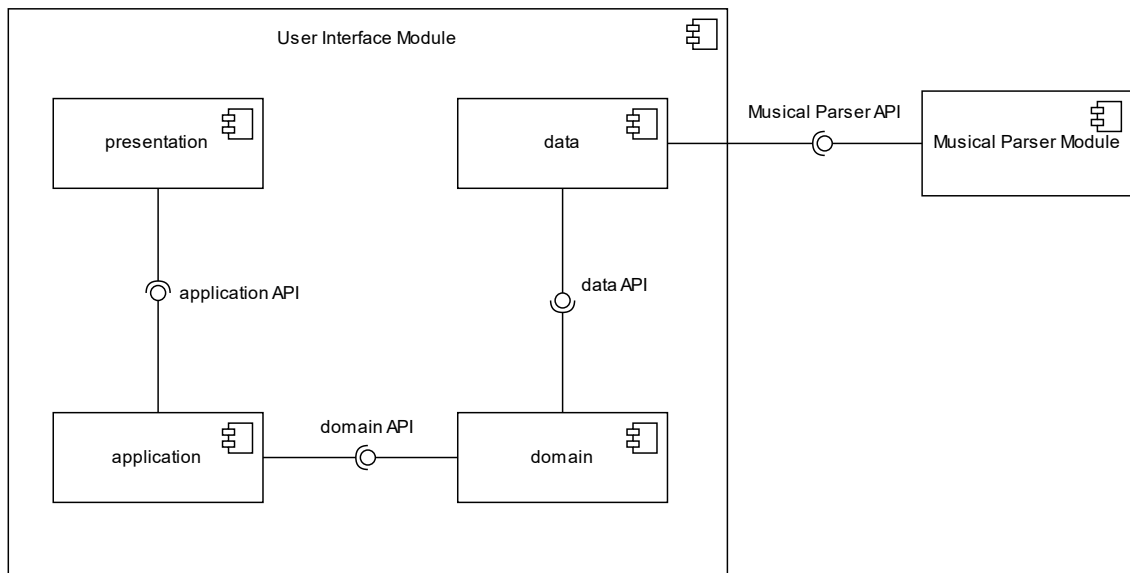 User Interface Module
presentation
data
Musical Parser API
Musical Parser Module
application API
data API
application
domain API
domain